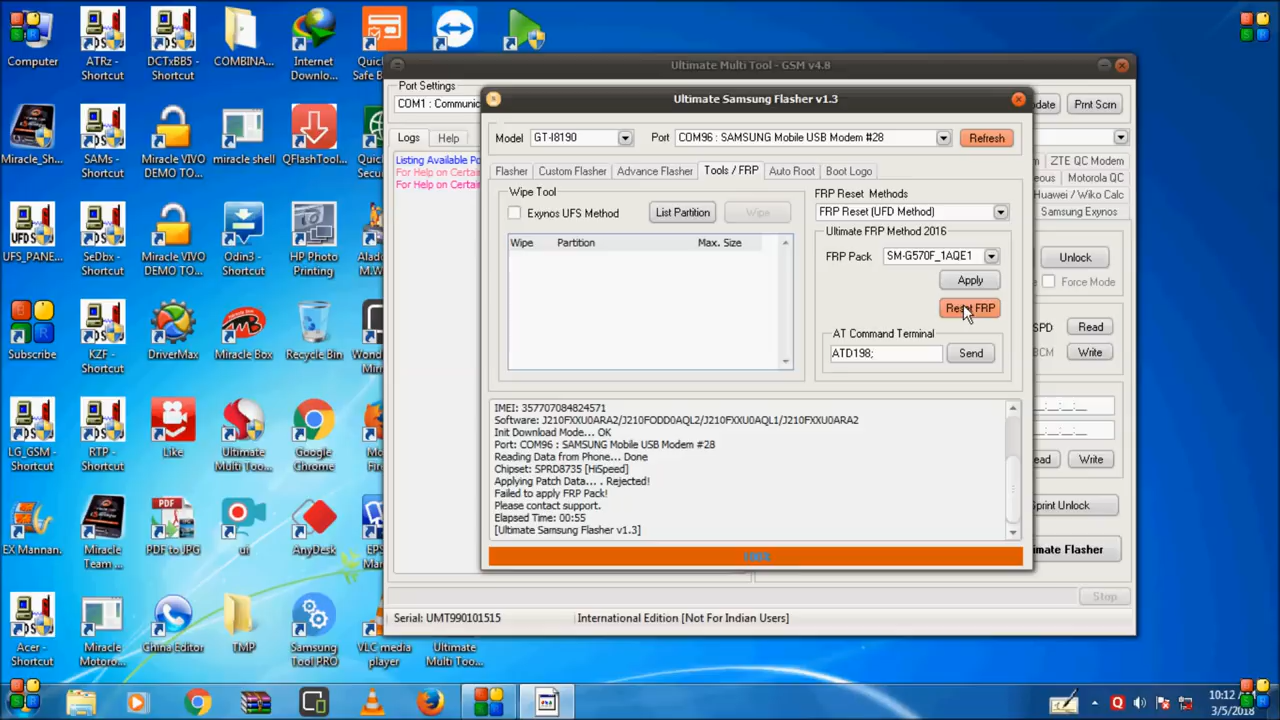 Computer
ATRz - Shortcut
DCTxBB5 - Shortcut
COMBINA...
Internet Downlo...
Ultimate Multi Tool - GSM v4.8
Port Settings
Prnt Scrn
Logs
Help
Listing Available
For Help on Certain
For Help on Certain
ZTE QC Modem
Motorola QC
Huawei / Wiko Calc
Samsung Exynos
Unlock
Force Mode
SPD
Read
Write
Write
Sprint Unlock
Stop
Serial: UMT990101515
International Edition [Not For Indian Users]
Ultimate Samsung Flasher v1.3
Model
GT-I8190
Port
COM96 : SAMSUNG Mobile USB Modem #28
Refresh
Flasher
Custom Flasher
Advance Flasher
Tools / FRP
Auto Root
Boot Logo
Wipe Tool
Exynos UFS Method
List Partition
Wipe
Wipe
Partition
Max. Size
FRP Reset Methods
FRP Reset (UFD Method)
Ultimate FRP Method 2016
FRP Pack
SM-G570F_1AQE1
Apply
Reset FRP
AT Command Terminal
ATD198;
Send
IMEI: 357707084824571
Software: J210FXXU0ARA2/J210FODD0AQL2/J210FXXU0AQL1/J210FXXU0ARA2
Init Download Mode... OK
Port: COM96 : SAMSUNG Mobile USB Modem #28
Reading Data from Phone... Done
Chipset: SPRD8735 [HiSpeed]
Applying Patch Data... . Rejected!
Failed to apply FRP Pack!
Please contact support.
Elapsed Time: 00:55
[Ultimate Samsung Flasher v1.3]
100%
Miracle_Sh...
SAMs - Shortcut
Miracle VIVO DEMO TO...
miracle shell
QFlashTool...
UFS_PANE...
SeDbx - Shortcut
Miracle VIVO DEMO TO...
Odin3 - Shortcut
HP Photo Printing
Subscribe
KZF - Shortcut
DriverMax
Miracle Box
Recycle Bin
LG_GSM - Shortcut
RTP - Shortcut
Like
Ultimate Multi Too...
Google Chrome
EX Mannan...
Miracle Team ...
PDF to JPG
ui
AnyDesk
Acer - Shortcut
Miracle Motoro...
China Editor
TMP
Samsung Tool PRO
VLC media player
Ultimate Multi Too...
10:12
3/5/2018